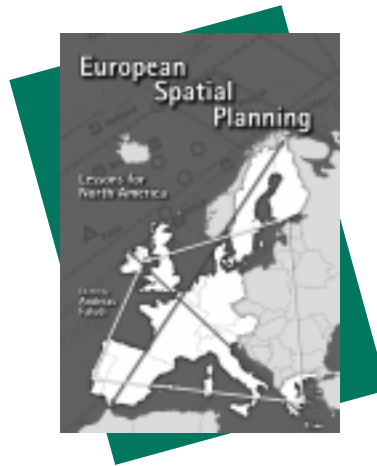 European
Spatial
Planning
Lessons for
North America
Andreas
Faludi